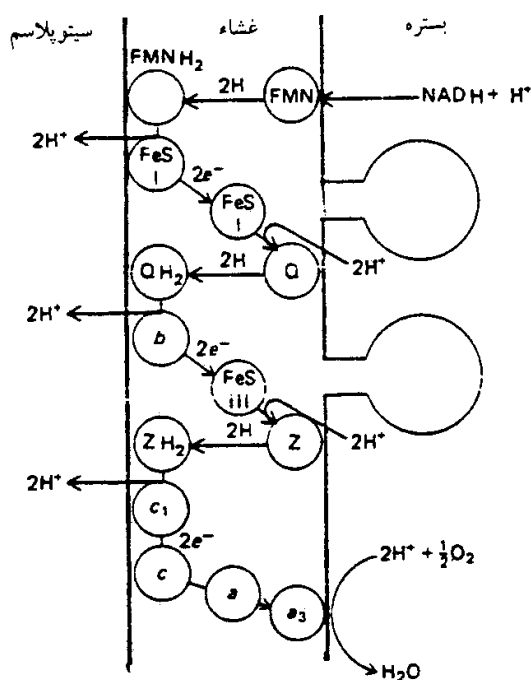 بستره غشاء سیتوپلاسم
FMNH₂
2H FMN NADH + H⁺
2H⁺
FeS I 2e⁻ FeS I
QH₂ 2H Q 2H⁺
2H⁺
b 2e⁻ FeS iii
ZH₂ 2H Z 2H⁺
2H⁺
c₁
2e⁻ 2H⁺ + ½O₂
c a a₃
H₂O